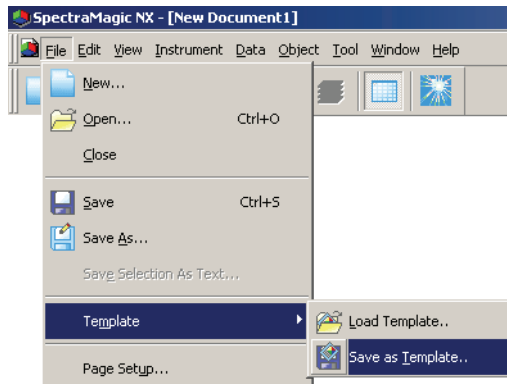 SpectraMagic NX - [New Document1]
File Edit View Instrument Data Object Tool Window Help
New...
Open... Ctrl+O
Close
Save Ctrl+S
Save As...
Save Selection As Text...
Template
Load Template..
Save as Template..
Page Setup...